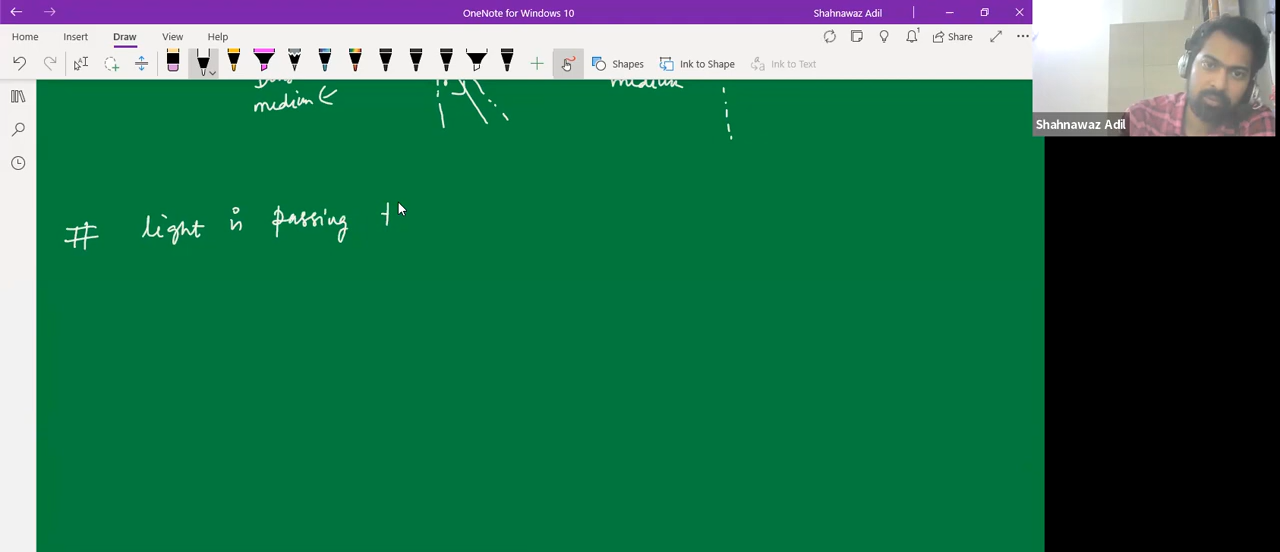 OneNote for Windows 10
Shahnawaz Adil
Home Insert Draw View Help
1
Share
Shapes
Ink to Shape
Ink to Text
Shahnawaz Adil
medium
medium
# light is passing t